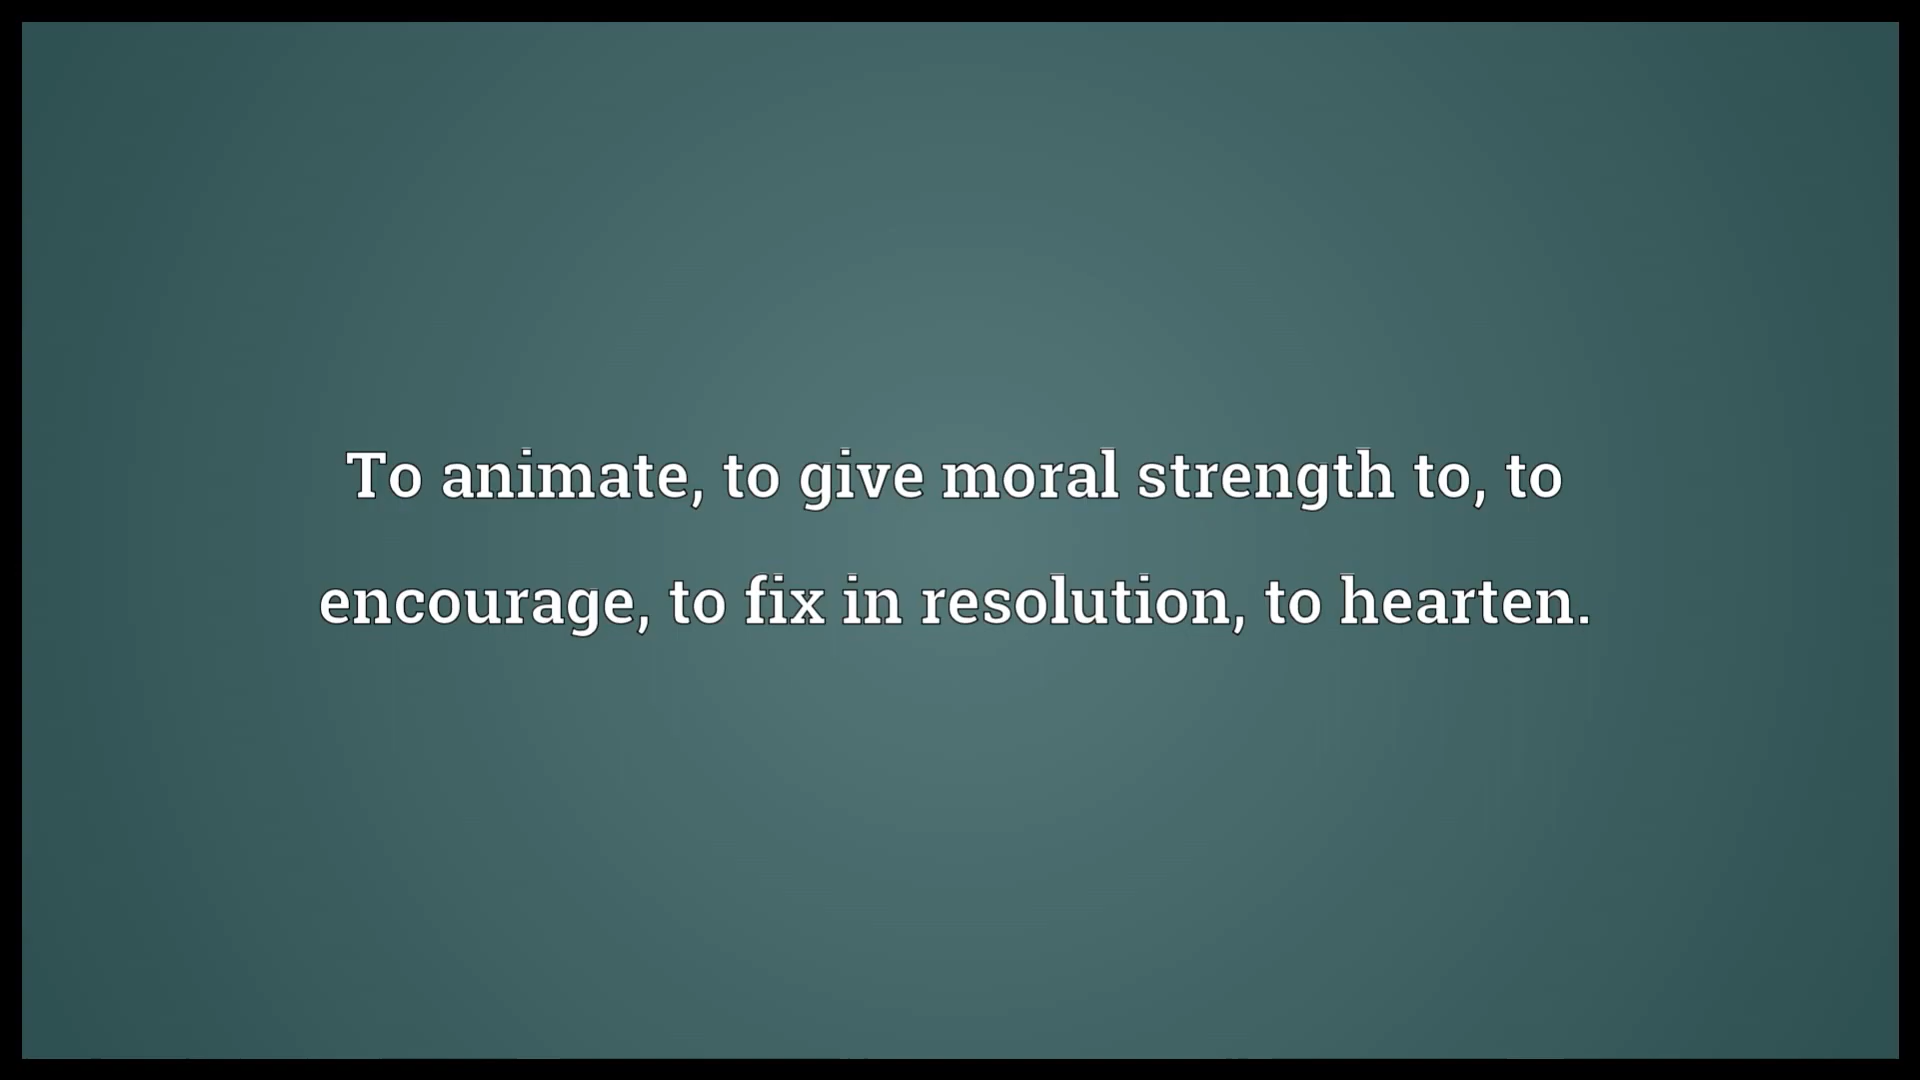 To animate, to give moral strength to, to
encourage, to fix in resolution, to hearten.